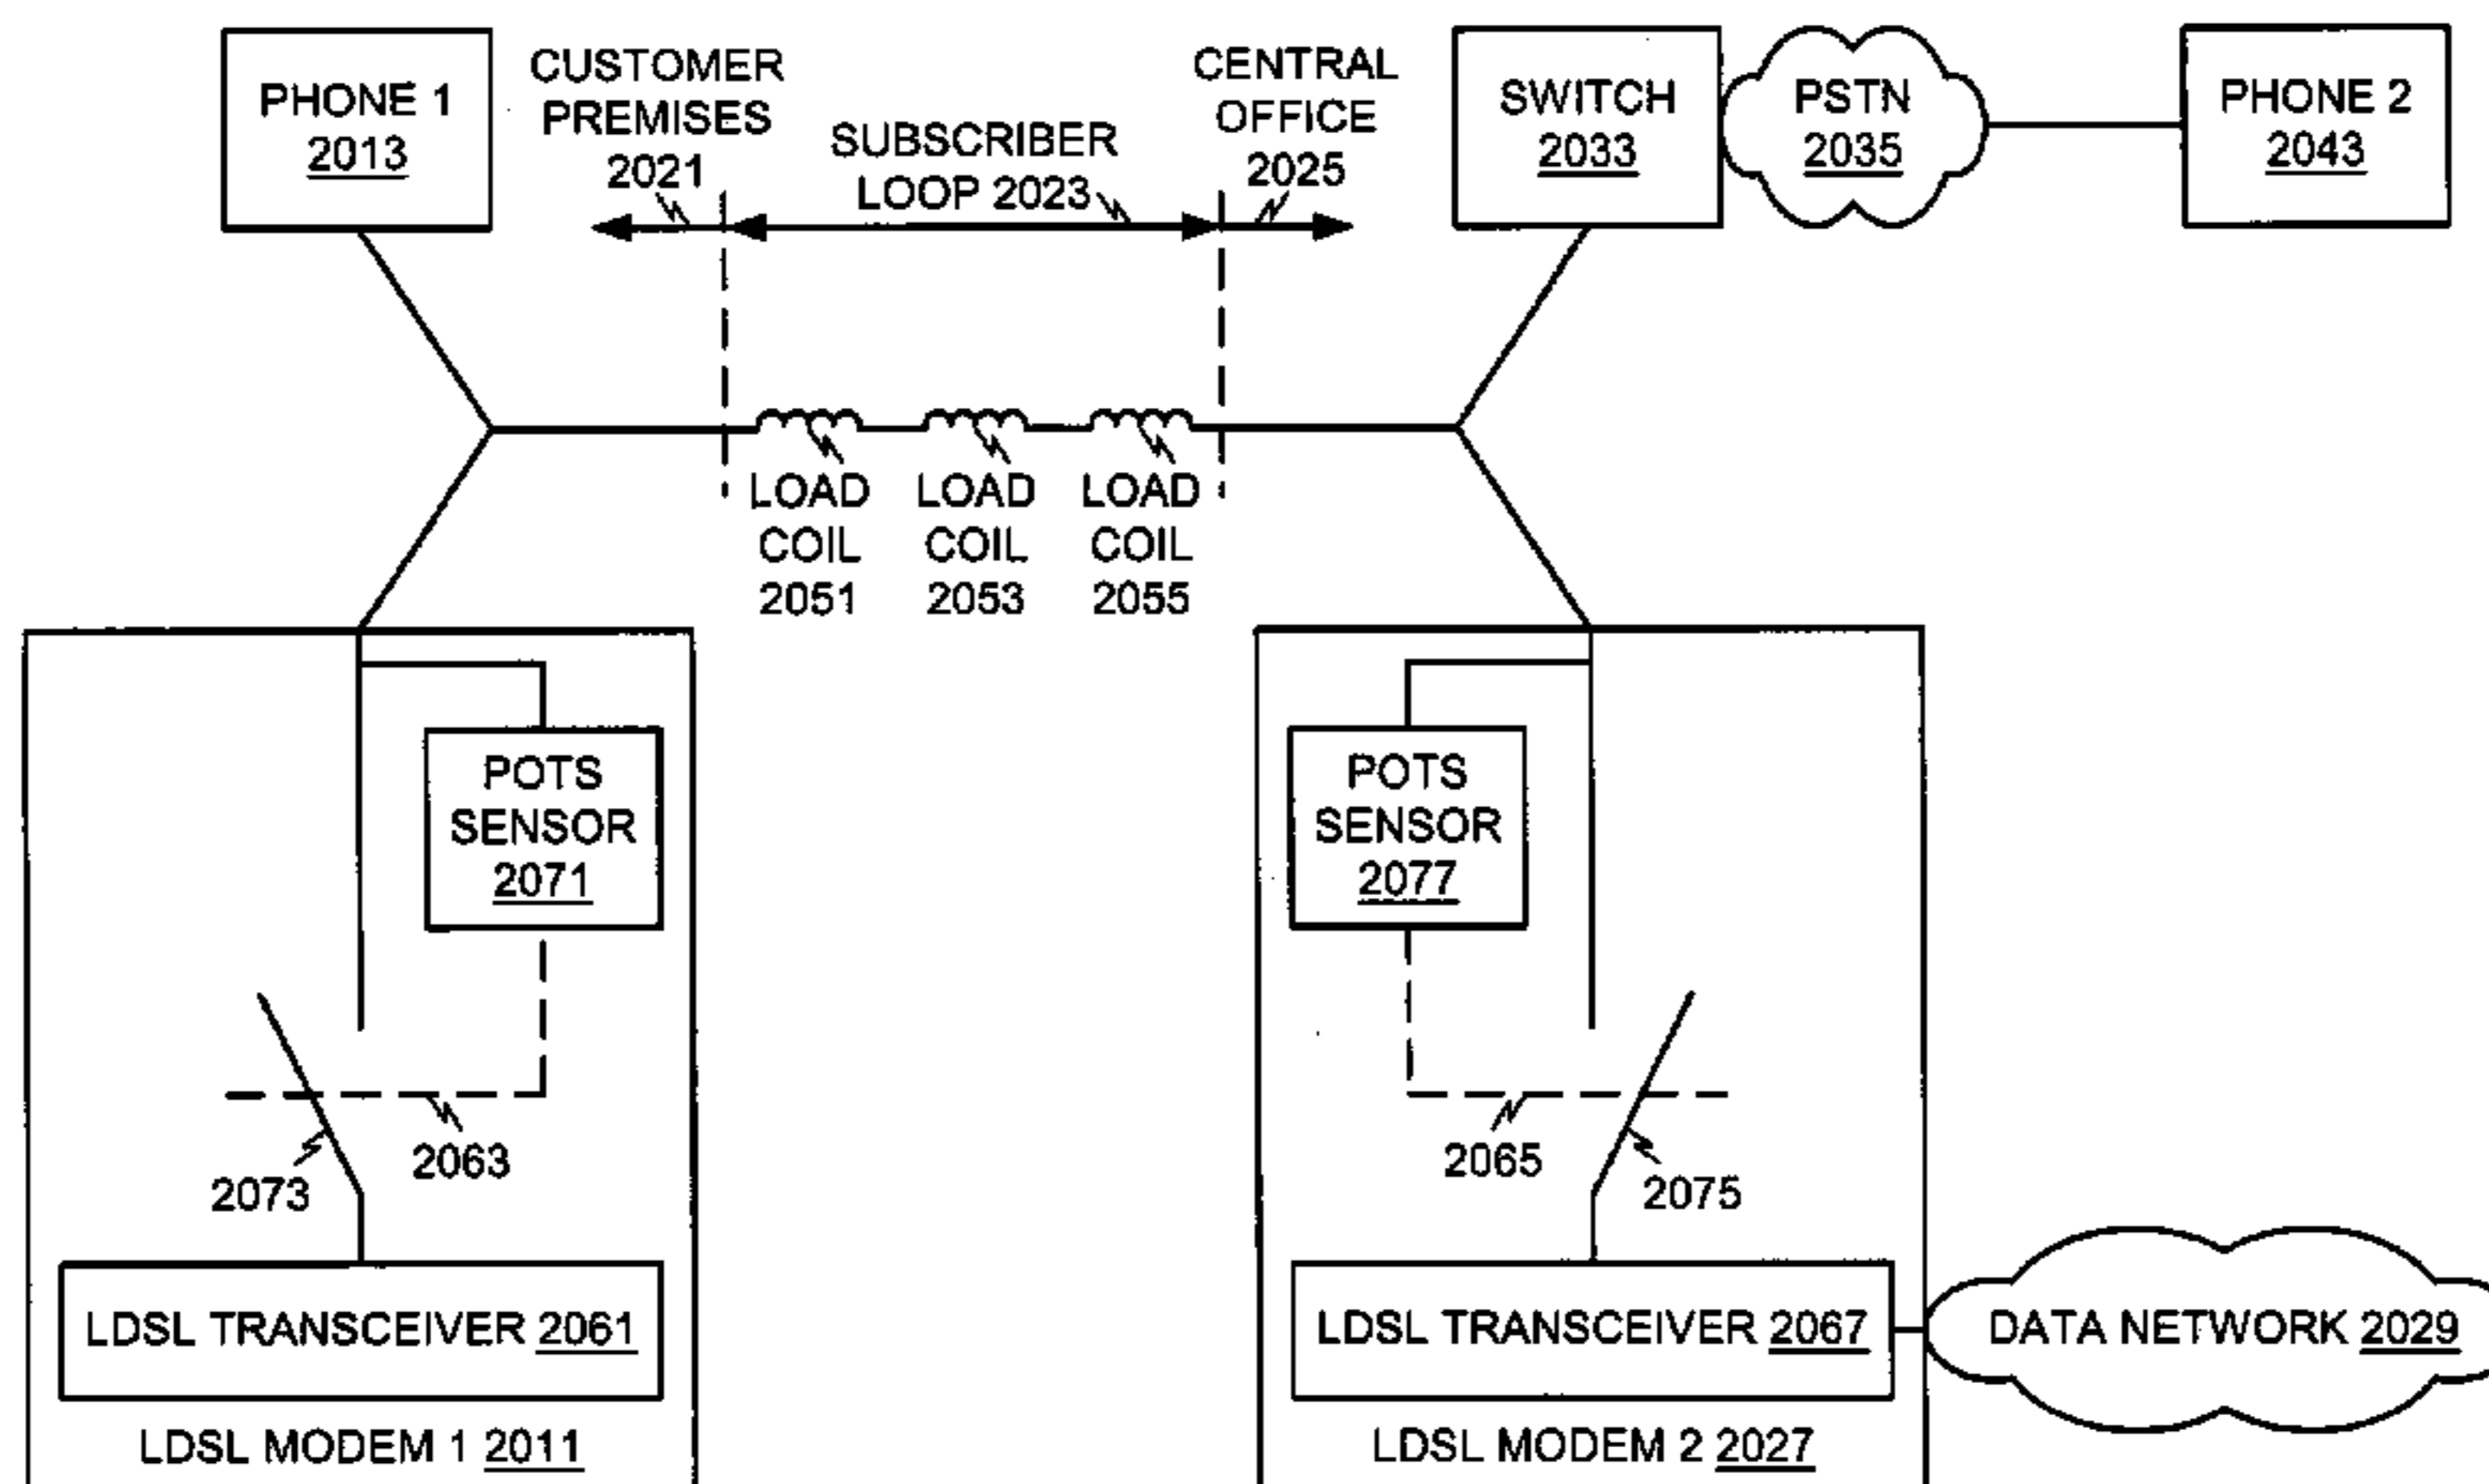 PHONE 1
2013
CUSTOMER
PREMISES
2021
SUBSCRIBER
LOOP 2023
CENTRAL
OFFICE
2025
SWITCH
2033
PSTN
2035
PHONE 2
2043
LOAD
COIL
2051
LOAD
COIL
2053
LOAD
COIL
2055
POTS
SENSOR
2071
2063
2073
LDSL TRANSCEIVER 2061
LDSL MODEM 1 2011
POTS
SENSOR
2077
2065
2075
LDSL TRANSCEIVER 2067
LDSL MODEM 2 2027
DATA NETWORK 2029